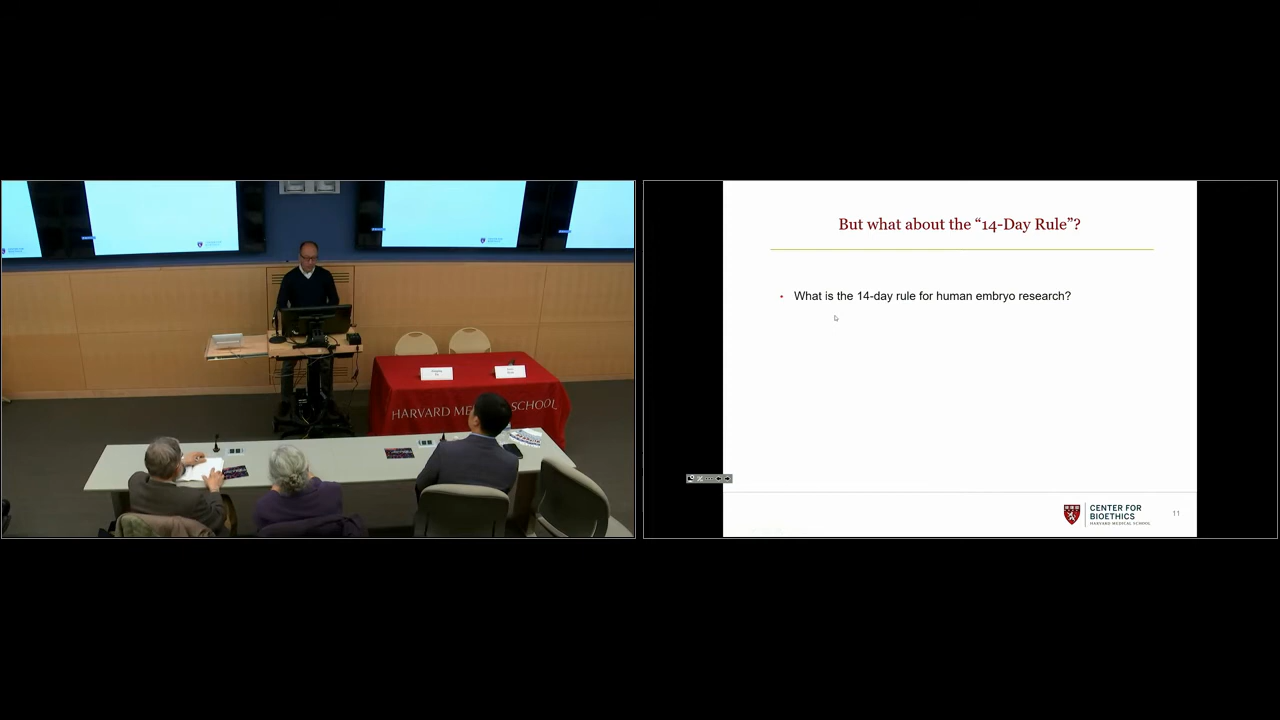 HARVARD MEDICAL SCHOOL
But what about the “14-Day Rule”?
• What is the 14-day rule for human embryo research?
CENTER FOR
BIOETHICS
HARVARD MEDICAL SCHOOL
11